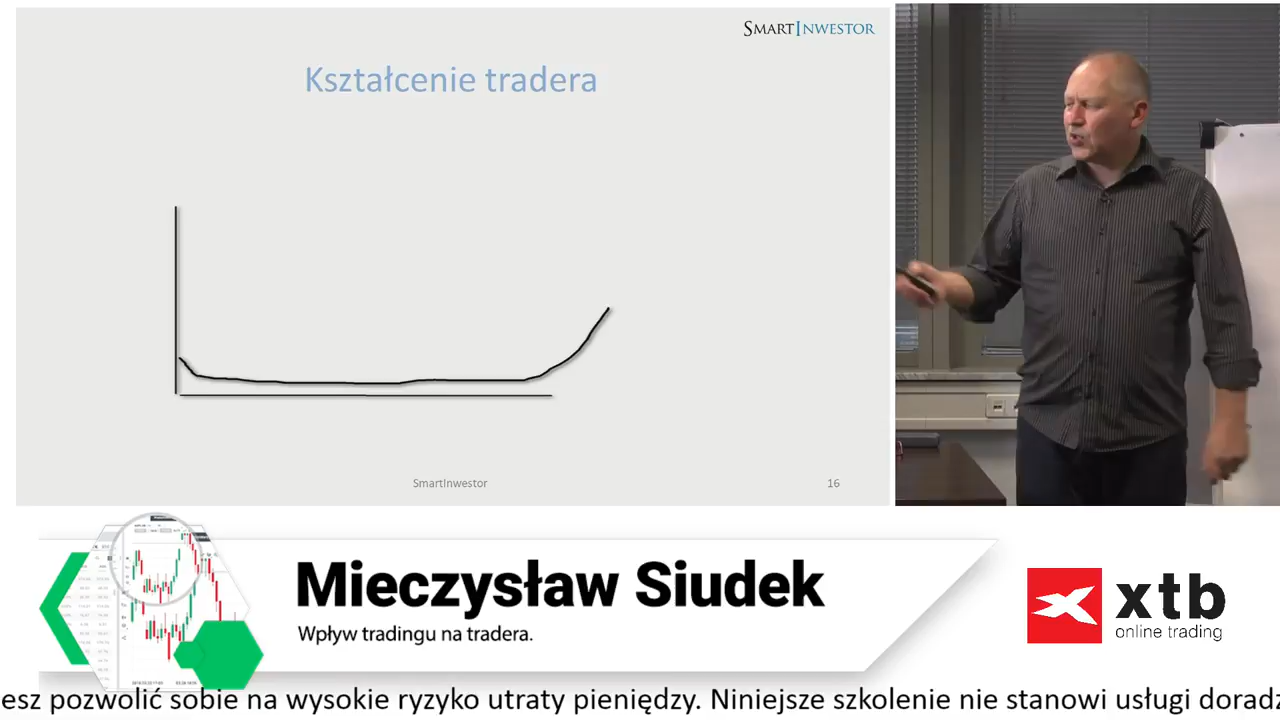 SMARTINWESTOR
Kształcenie tradera
SmartInwestor
16
Mieczysław Siudek
Wpływ tradingu na tradera.
xtb
online trading
esz pozwolić sobie na wysokie ryzyko utraty pieniędzy. Niniejsze szkolenie nie stanowi usługi doradz